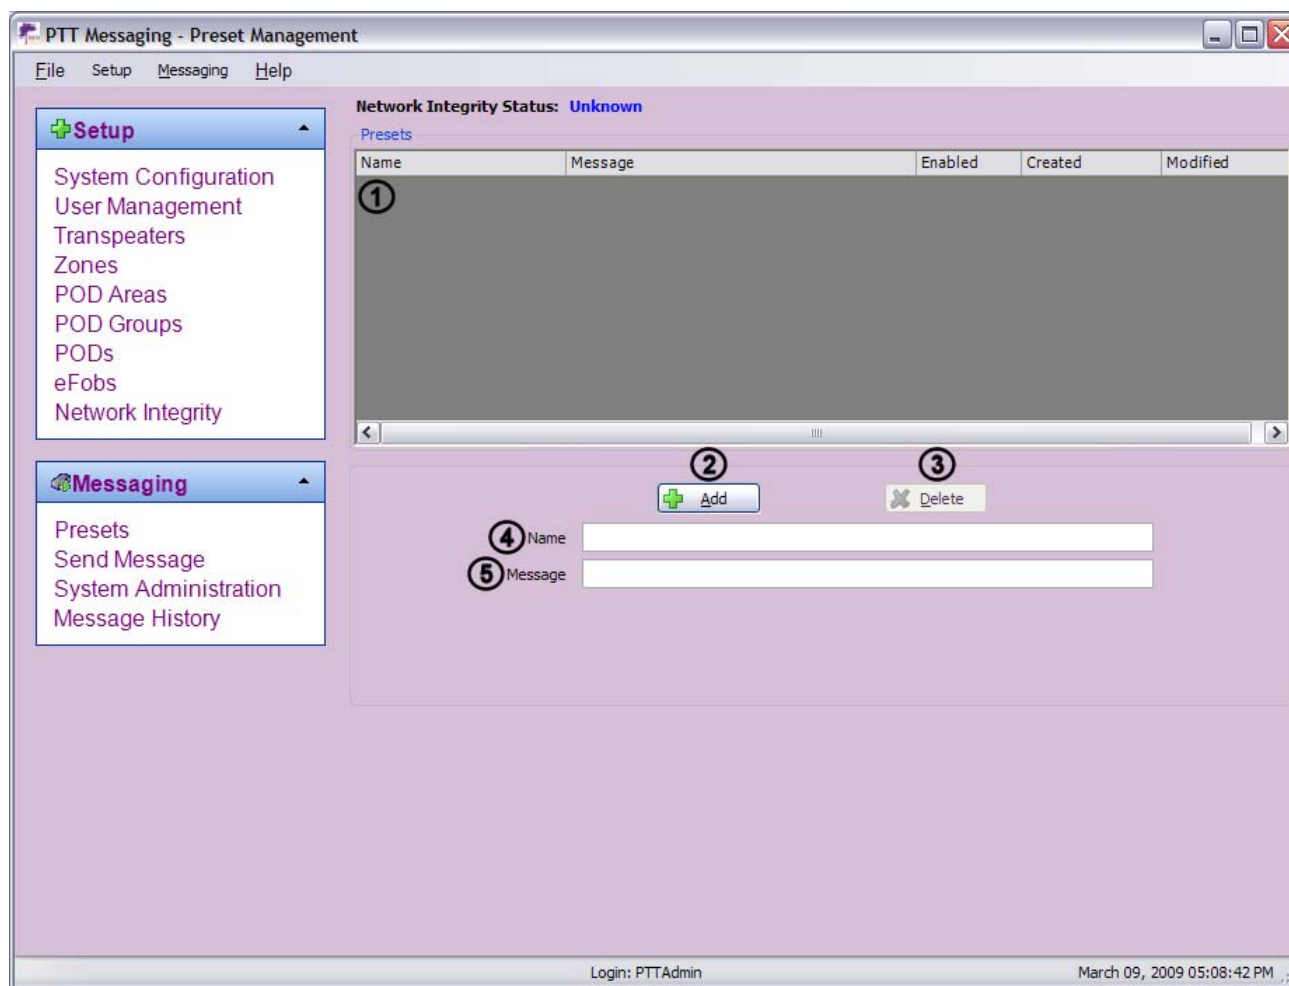 PTT Messaging - Preset Management
File Setup Messaging Help
Setup
System Configuration
User Management
Transpeaters
Zones
POD Areas
POD Groups
PODs
eFobs
Network Integrity
Messaging
Presets
Send Message
System Administration
Message History
Network Integrity Status: Unknown
Presets
Name Message Enabled Created Modified
1
2 3
Add Delete
4 Name
5 Message
Login: PTTAdmin March 09, 2009 05:08:42 PM